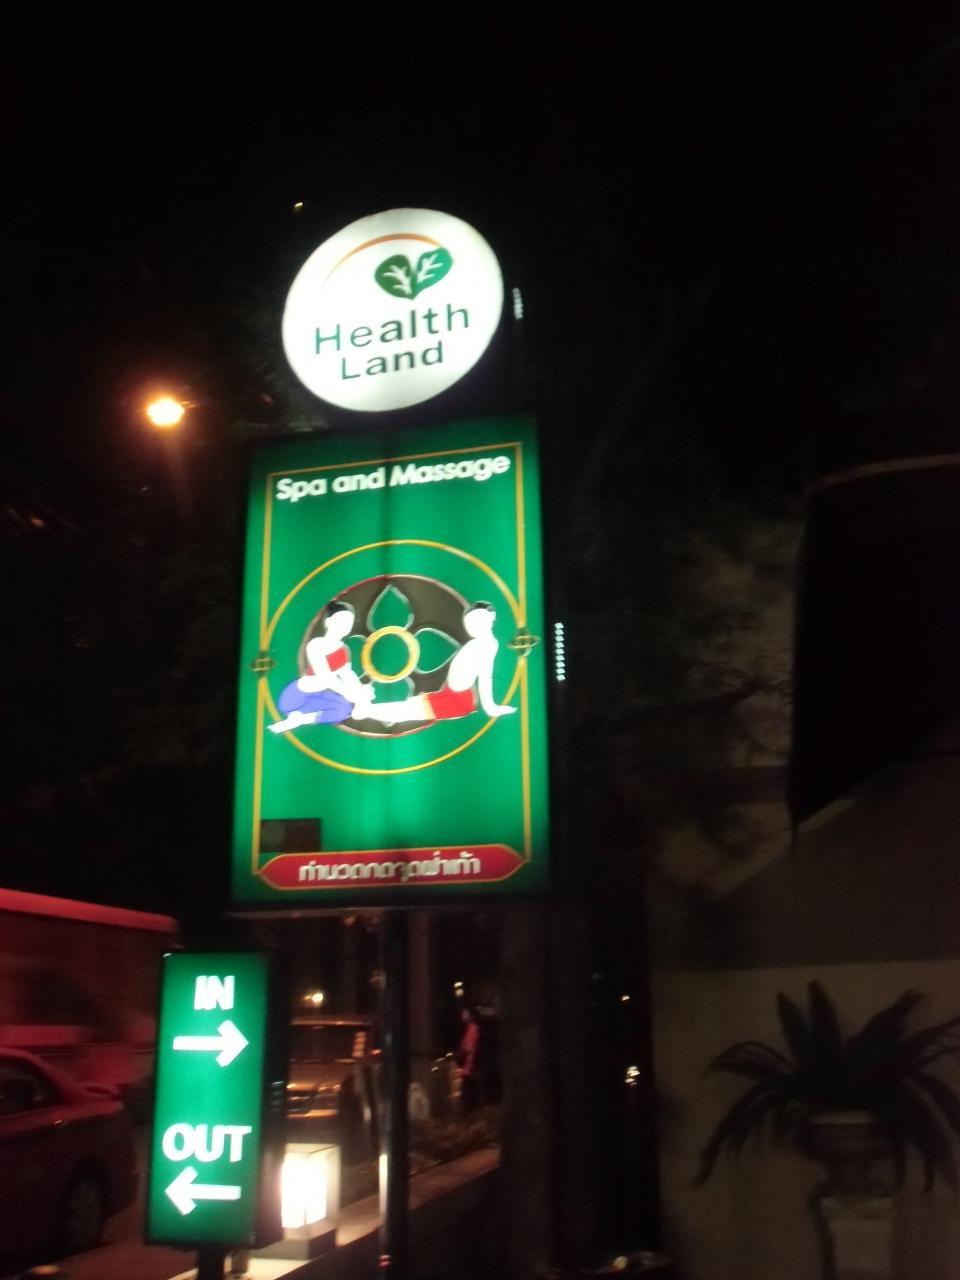 Health
Land
Spa and Massage
ทำนวดกดจุดฝ่าเท้า
IN
OUT